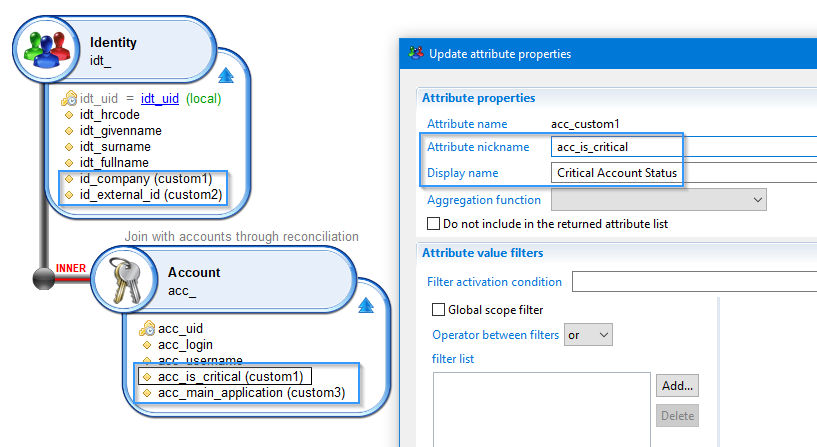 Identity
idt_
idt_uid = idt_uid (local)
idt_hrcode
idt_givenname
idt_surname
idt_fullname
id_company (custom1)
id_external_id (custom2)
Join with accounts through reconciliation
INNER
Account
acc_
acc_uid
acc_login
acc_username
acc_is_critical (custom1)
acc_main_application (custom3)
Update attribute properties
Attribute properties
Attribute name acc_custom1
Attribute nickname acc_is_critical
Display name Critical Account Status
Aggregation function
Do not include in the returned attribute list
Attribute value filters
Filter activation condition
Global scope filter
Operator between filters or
filter list
Add...
Delete